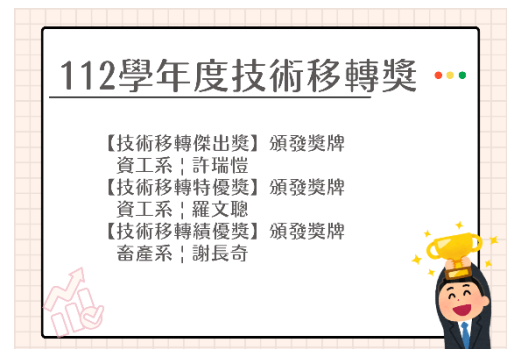 112學年度技術移轉獎
【技術移轉傑出獎】頒發獎牌
資工系¦許瑞愷
【技術移轉特優獎】頒發獎牌
資工系¦羅文聰
【技術移轉績優獎】頒發獎牌
畜產系¦謝長奇